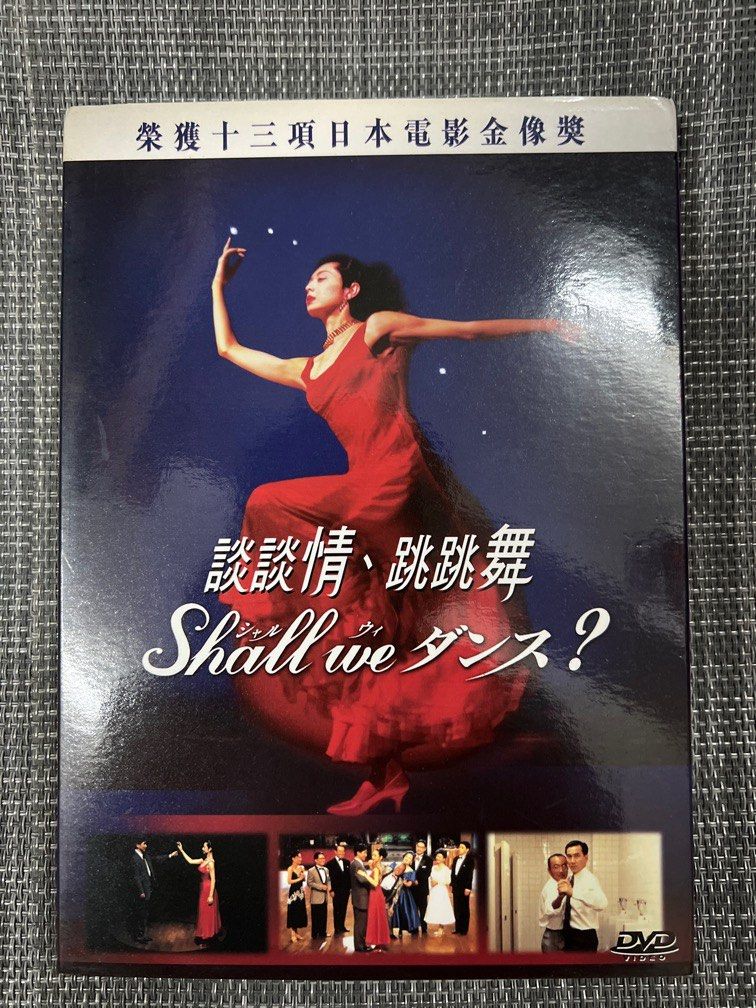 榮獲十三項日本電影金像獎
談談情、跳跳舞
シャル ウィ
Shall we ダンス?
DVD
VIDEO